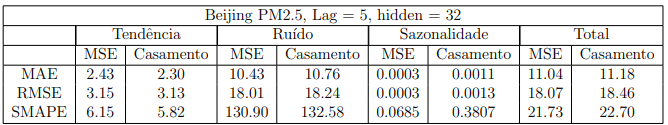 Beijing PM2.5, Lag = 5, hidden = 32
Tendência Ruído Sazonalidade Total
MSE Casamento MSE Casamento MSE Casamento MSE Casamento
MAE 2.43 2.30 10.43 10.76 0.0003 0.0011 11.04 11.18
RMSE 3.15 3.13 18.01 18.24 0.0003 0.0013 18.07 18.46
SMAPE 6.15 5.82 130.90 132.58 0.0685 0.3807 21.73 22.70